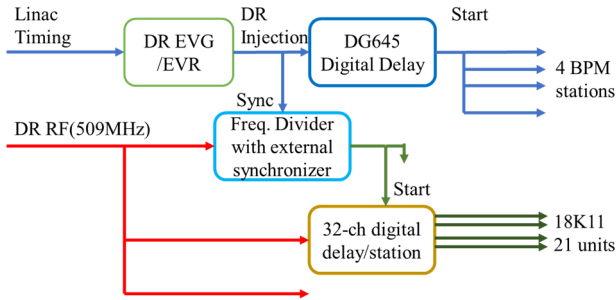 Linac
Timing
DR EVG
/EVR
DR
Injection
DG645
Digital Delay
Start
4 BPM
stations
Sync
DR RF(509MHz)
Freq. Divider
with external
synchronizer
Start
32-ch digital
delay/station
18K11
21 units